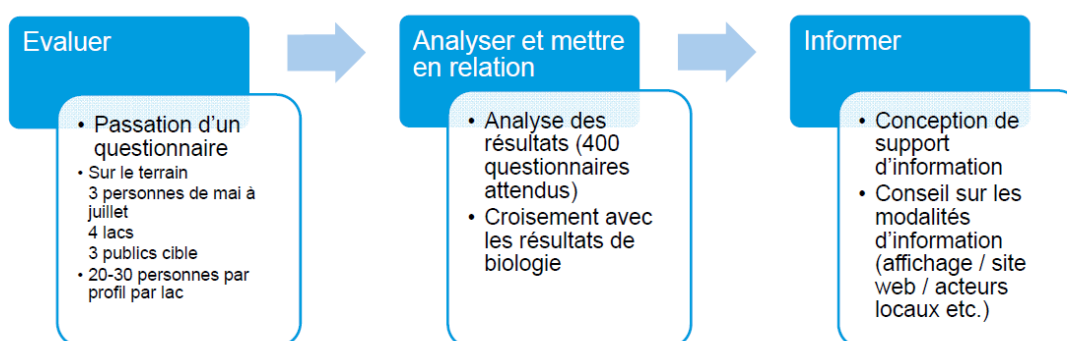 Evaluer
• Passation d'un
questionnaire
• Sur le terrain
3 personnes de mai à
juillet
4 lacs
3 publics cible
• 20-30 personnes par
profil par lac
Analyser et mettre
en relation
• Analyse des
résultats (400
questionnaires
attendus)
• Croisement avec
les résultats de
biologie
Informer
• Conception de
support
d'information
• Conseil sur les
modalités
d'information
(affichage / site
web / acteurs
locaux etc.)